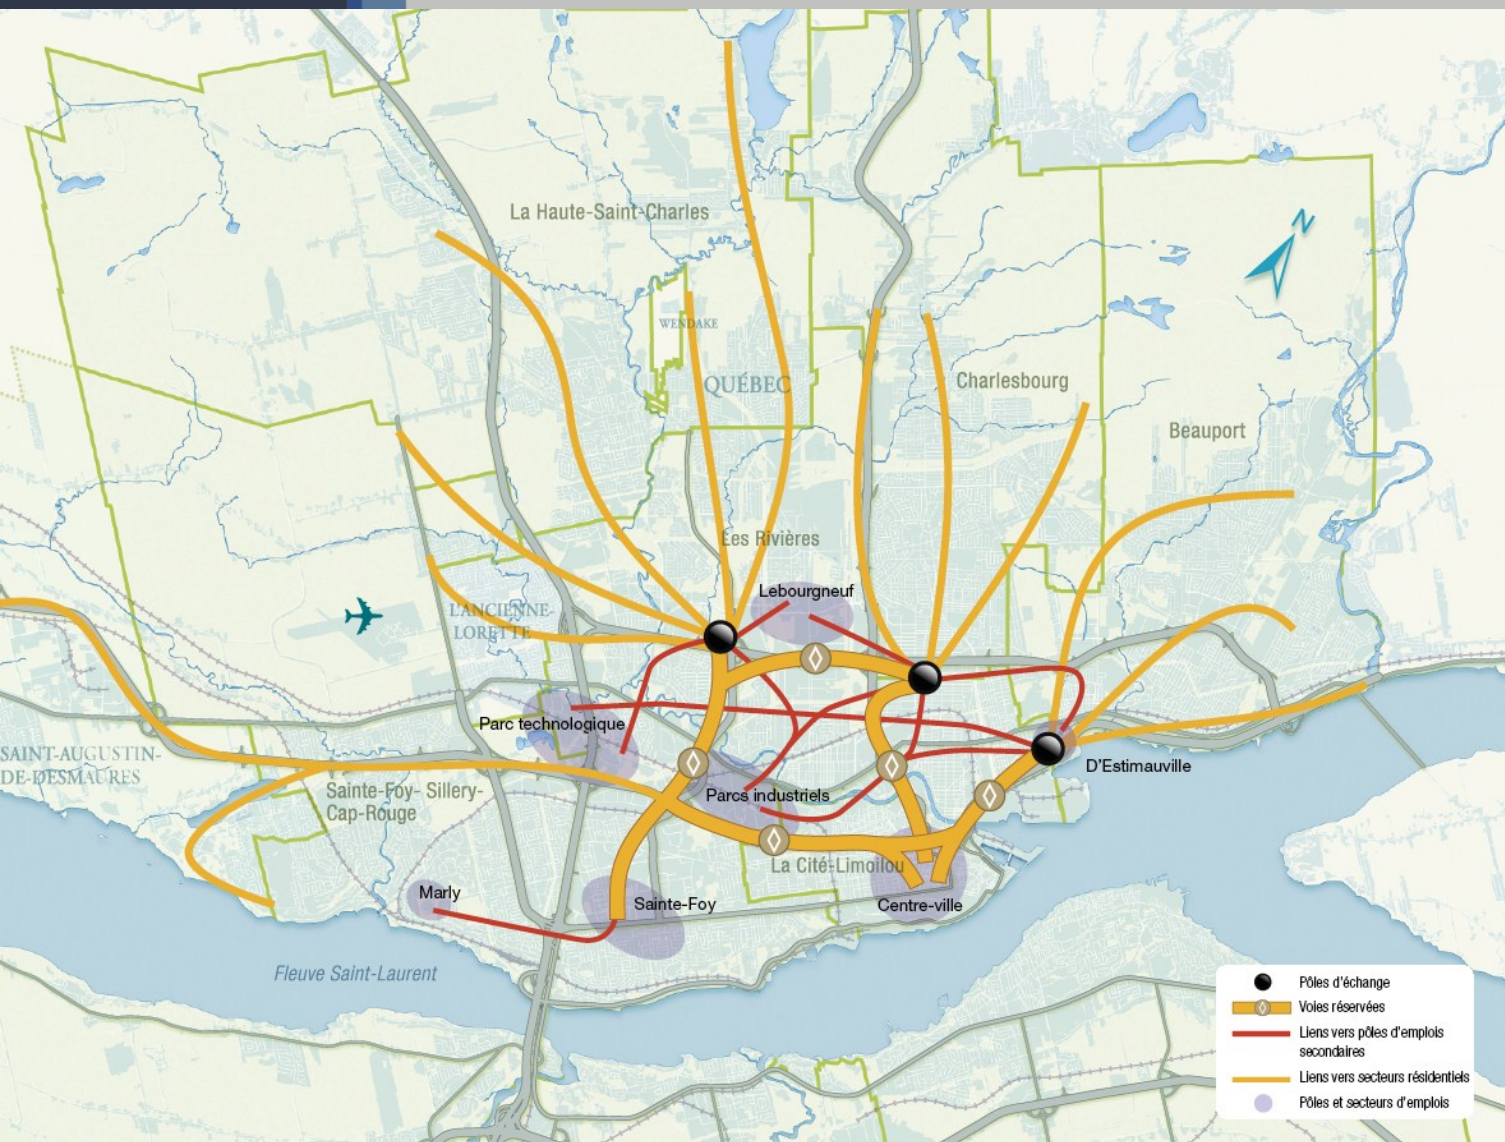 N
La Haute-Saint-Charles
WENDAKE
QUÉBEC
Charlesbourg
Beauport
Les Rivières
Lebourgneuf
L'ANCIENNE-
LORETTE
Parc technologique
SAINT-AUGUSTIN-
DE-DESMAURES
D'Estimauville
Sainte-Foy- Sillery-
Cap-Rouge
Parcs industriels
La Cité-Limoilou
Marly
Sainte-Foy
Centre-ville
Fleuve Saint-Laurent
Pôles d'échange
Voies réservées
Liens vers pôles d'emplois
secondaires
Liens vers secteurs résidentiels
Pôles et secteurs d'emplois